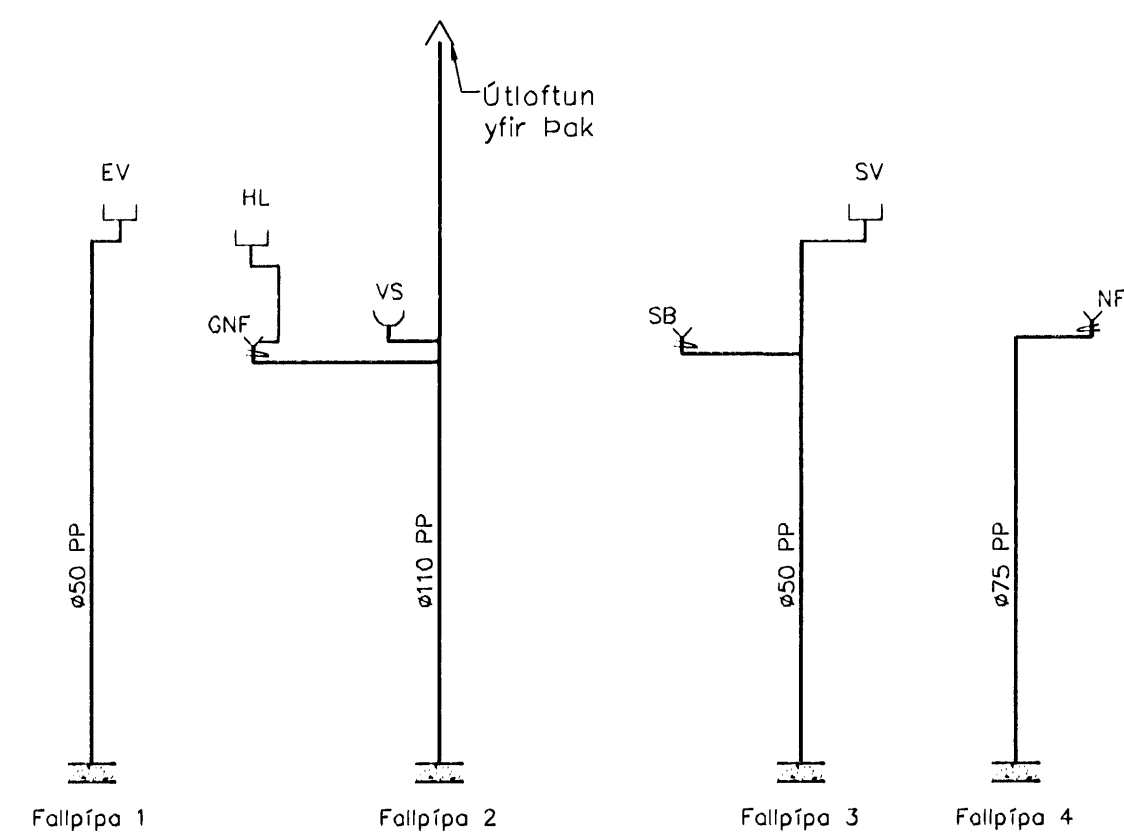 Útloftun
yfir Þak
EV
HL
SV
VS
GNF
SB
NF
ø50 PP
ø110 PP
ø50 PP
ø75 PP
Fallpípa 1
Fallpípa 2
Fallpípa 3
Fallpípa 4